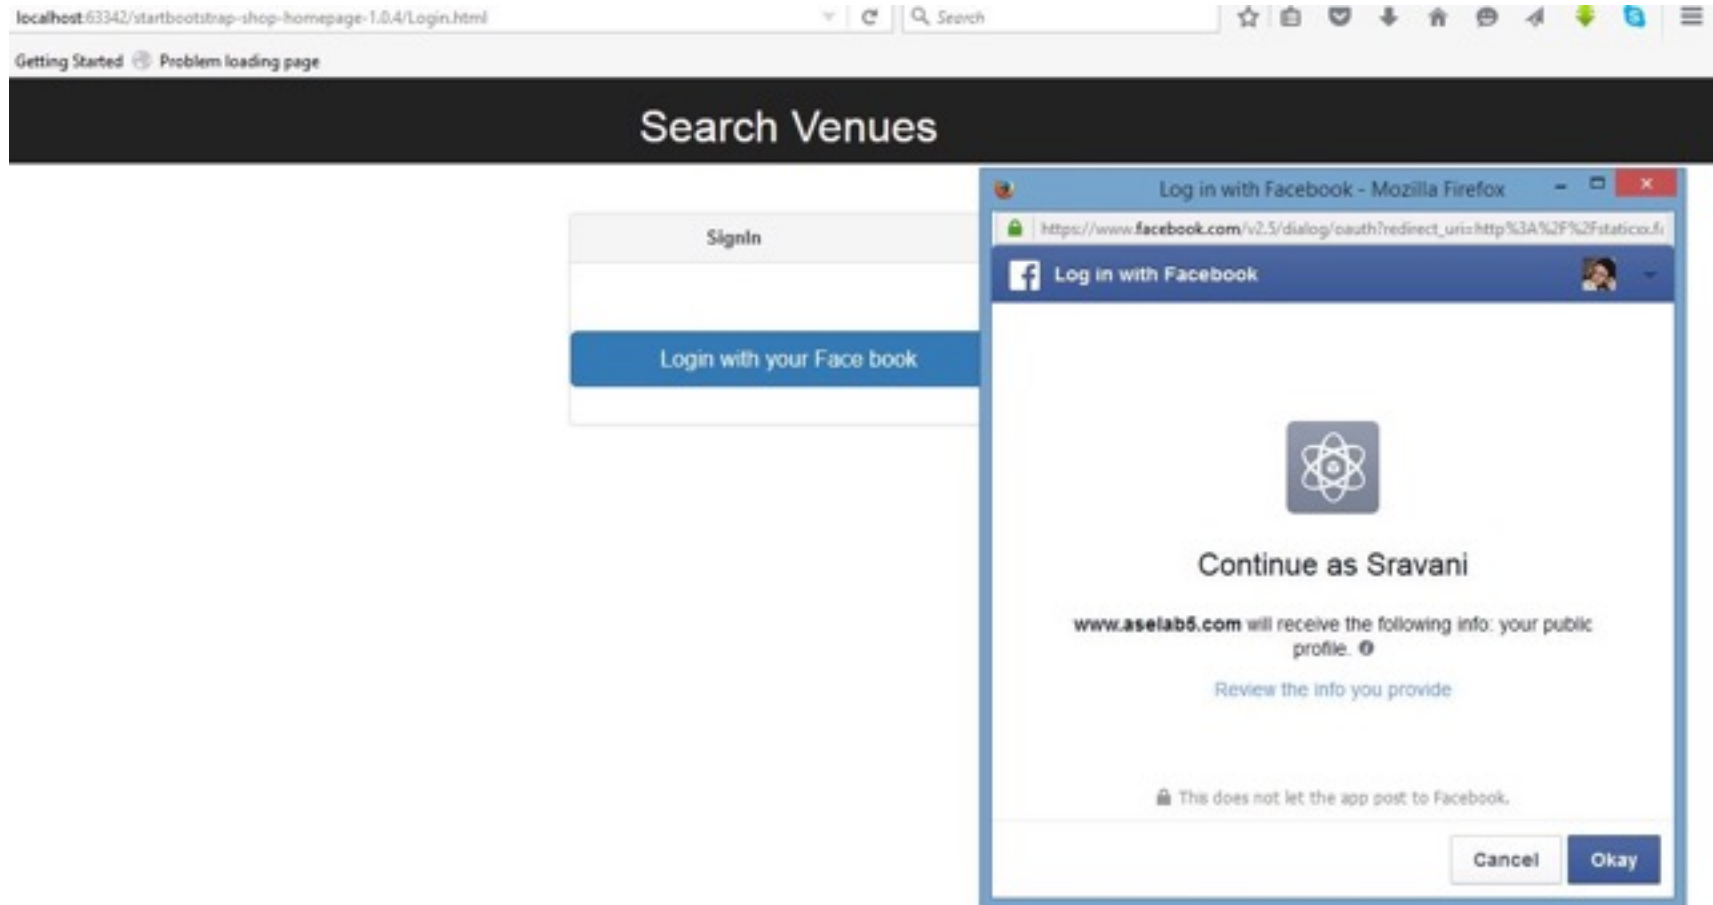 localhost:63342/startbootstrap-shop-homepage-1.0.4/Login.html
Search
Getting Started Problem loading page
Search Venues
SignIn
Login with your Face book
Log in with Facebook - Mozilla Firefox
https://www.facebook.com/v2.5/dialog/oauth?redirect_uri=http%3A%2F%2Fstaticxx.f
Log in with Facebook
Continue as Sravani
www.aselab5.com will receive the following info: your public
profile.
Review the info you provide
This does not let the app post to Facebook.
Cancel Okay